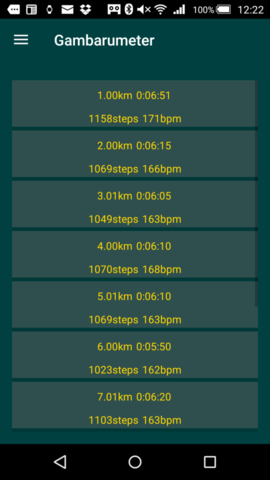 100% 12:22
Gambarumeter
1.00km 0:06:51
1158steps 171bpm
2.00km 0:06:15
1069steps 166bpm
3.01km 0:06:05
1049steps 163bpm
4.00km 0:06:10
1070steps 168bpm
5.01km 0:06:10
1069steps 163bpm
6.00km 0:05:50
1023steps 162bpm
7.01km 0:06:20
1103steps 163bpm